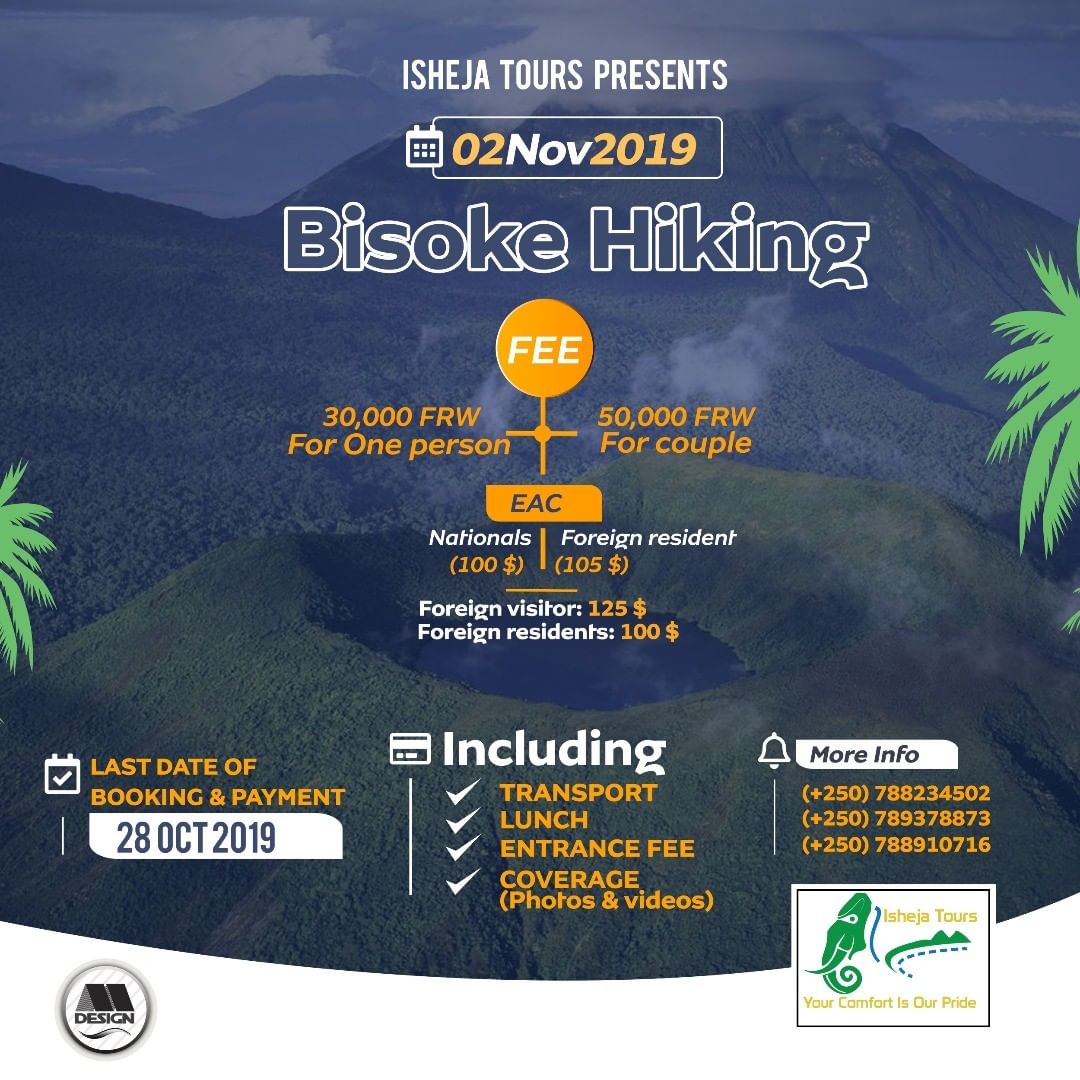 ISHEJA TOURS PRESENTS
02Nov2019
Bisoke Hiking
FEE
30,000 FRW
For One person
50,000 FRW
For couple
EAC
Nationals
(100 $)
Foreign resident
(105 $)
Foreign visitor: 125 $
Foreign residents: 100 $
LAST DATE OF
BOOKING & PAYMENT
28 OCT 2019
Including
TRANSPORT
LUNCH
ENTRANCE FEE
COVERAGE
(Photos & videos)
More Info
(+250) 788234502
(+250) 789378873
(+250) 788910716
Isheja Tours
Your Comfort Is Our Pride
DESIGN